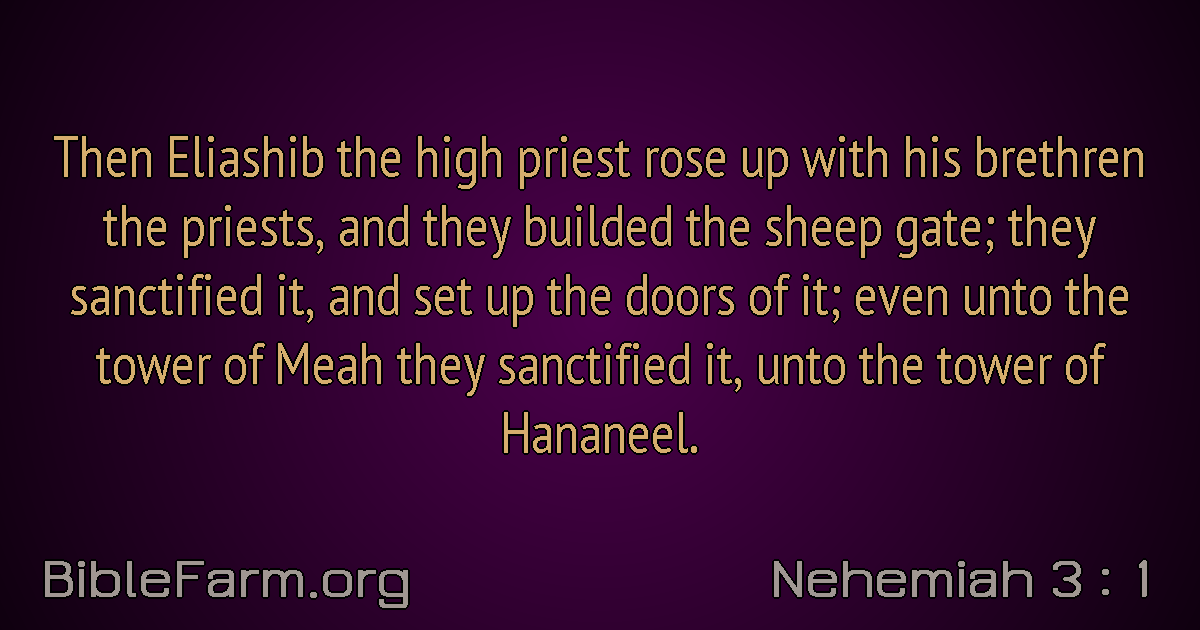 Then Eliashib the high priest rose up with his brethren
the priests, and they builded the sheep gate; they
sanctified it, and set up the doors of it; even unto the
tower of Meah they sanctified it, unto the tower of
Hananeel.
BibleFarm.org
Nehemiah 3 : 1